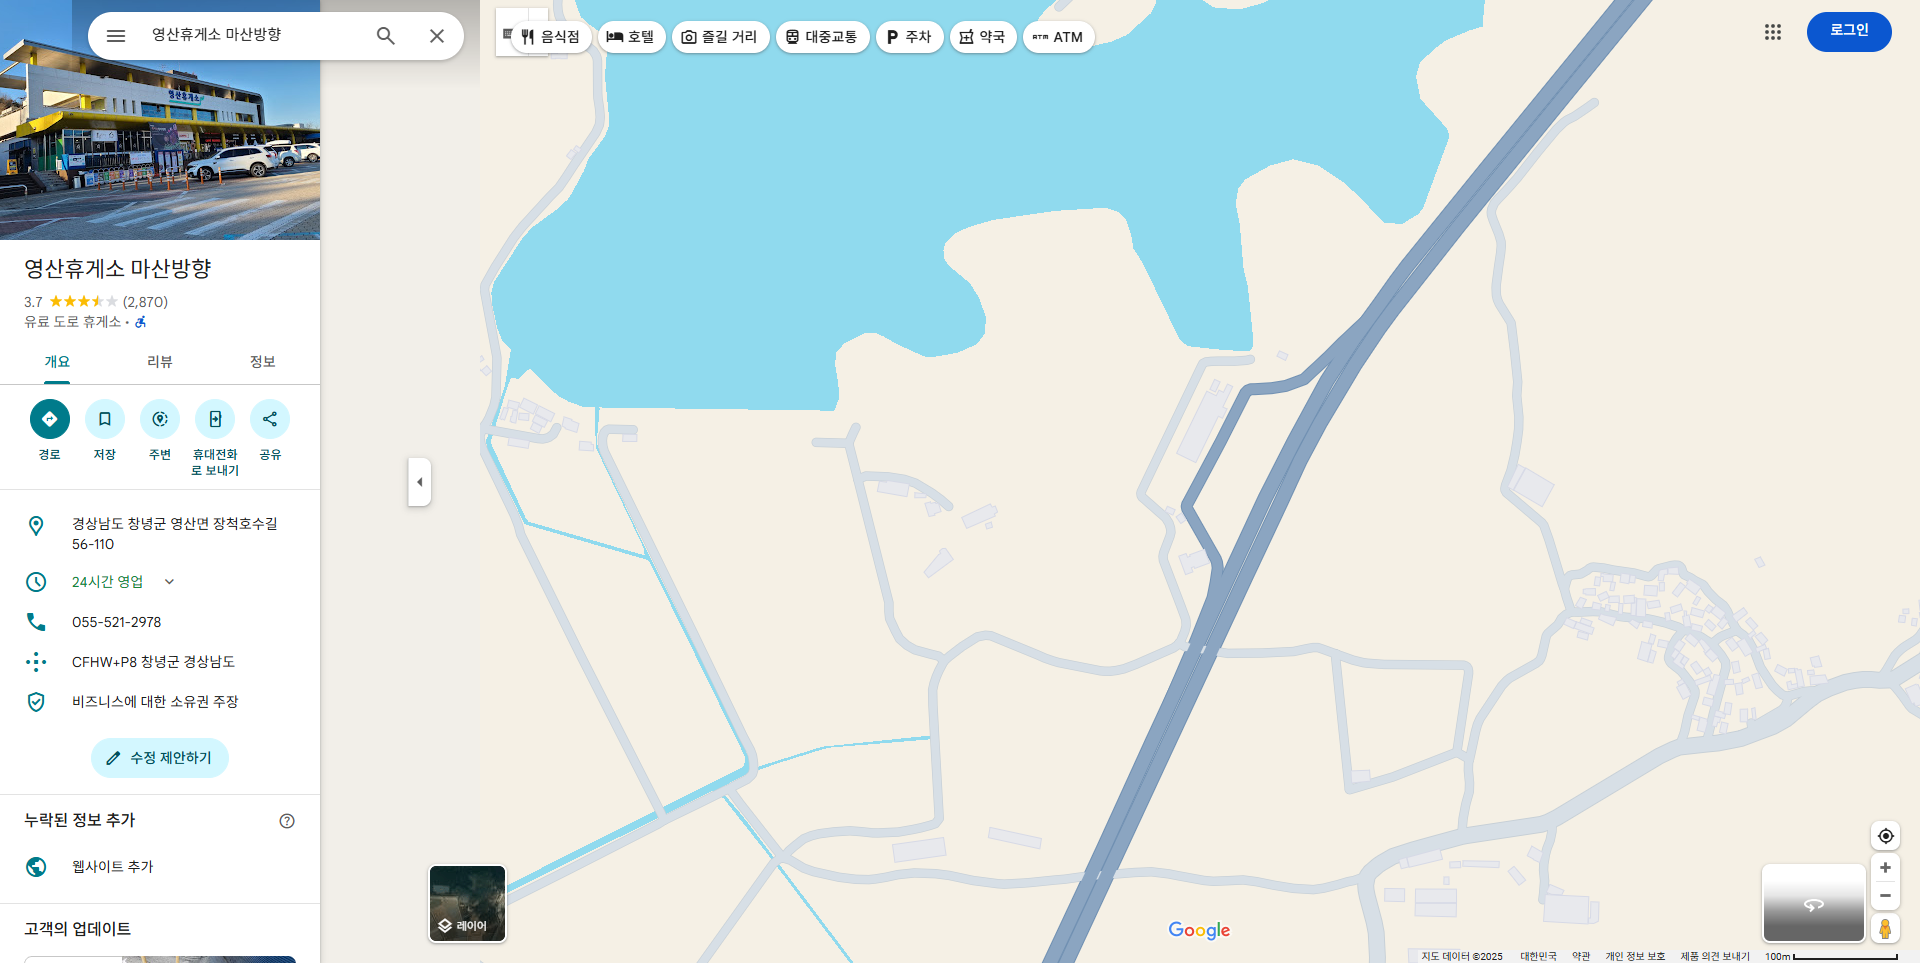 영산휴게소 마산방향
음식점
호텔
즐길 거리
대중교통
주차
약국
ATM
로그인
영산휴게소
영산휴게소 마산방향
3.7 (2,870)
유료 도로 휴게소 ·
개요
리뷰
정보
경로
저장
주변
휴대전화
로 보내기
공유
경상남도 창녕군 영산면 장척호수길
56-110
24시간 영업
055-521-2978
CFHW+P8 창녕군 경상남도
비즈니스에 대한 소유권 주장
수정 제안하기
누락된 정보 추가
웹사이트 추가
고객의 업데이트
레이어
Google
지도 데이터 ©2025
대한민국
약관
개인 정보 보호
제품 의견 보내기
100m